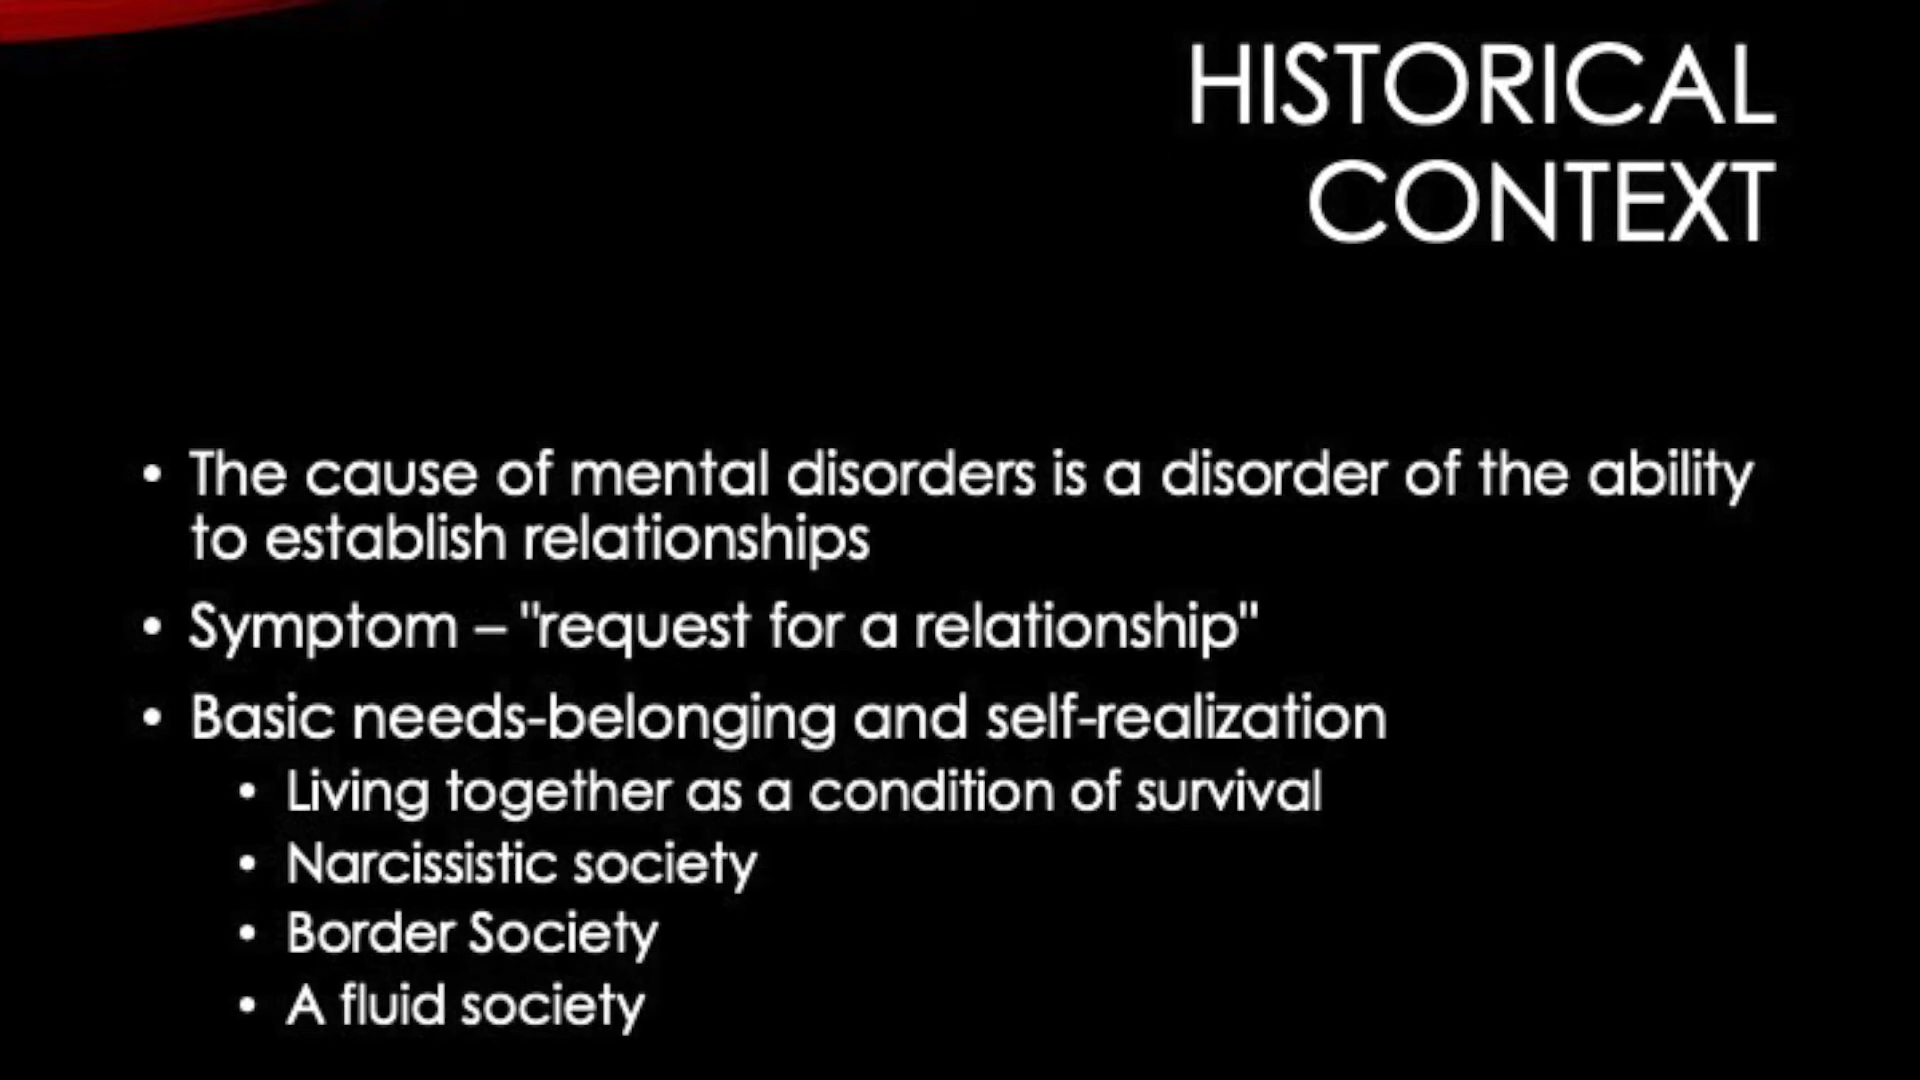 HISTORICAL
CONTEXT
• The cause of mental disorders is a disorder of the ability
to establish relationships
• Symptom – "request for a relationship"
• Basic needs-belonging and self-realization
• Living together as a condition of survival
• Narcissistic society
• Border Society
• A fluid society